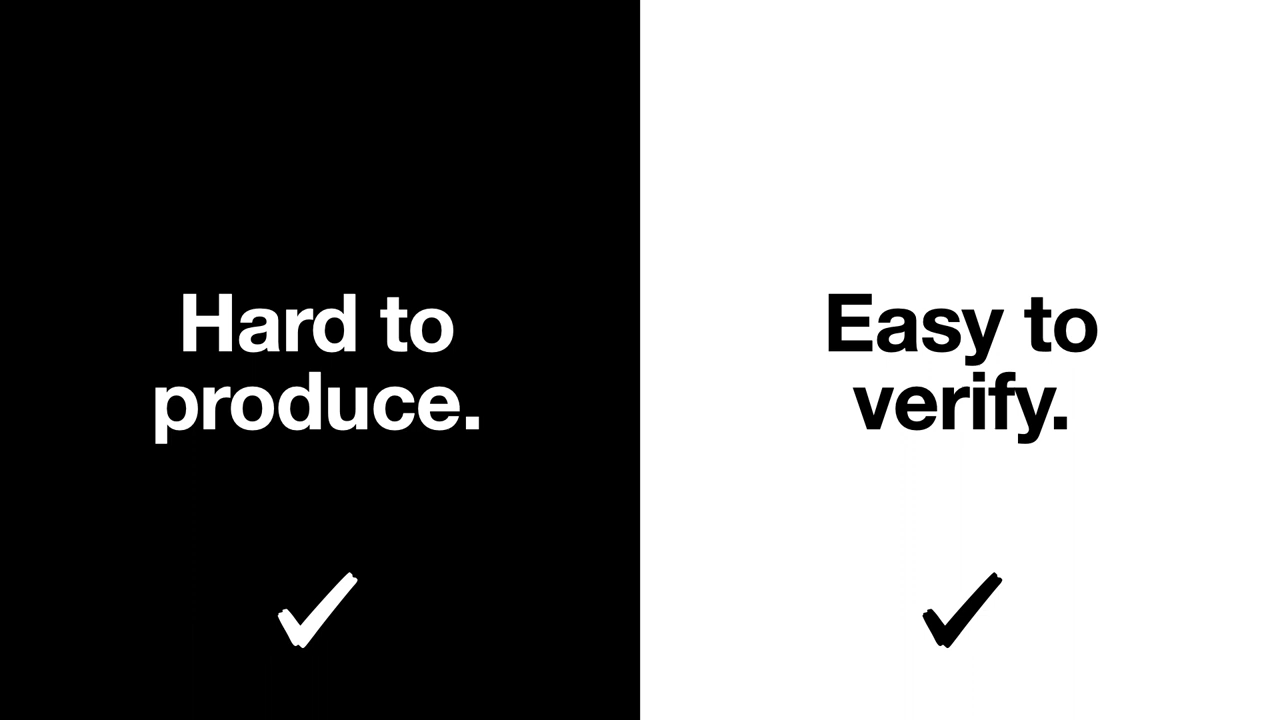 Hard to
produce.
Easy to
verify.